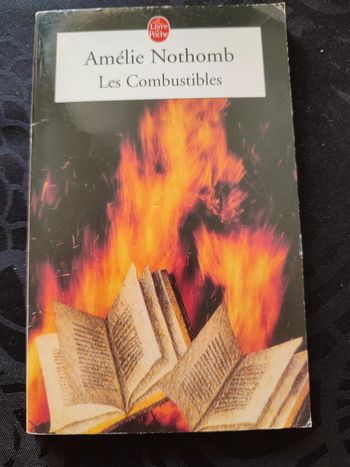 Le Livre
de Poche
Amélie Nothomb
Les Combustibles